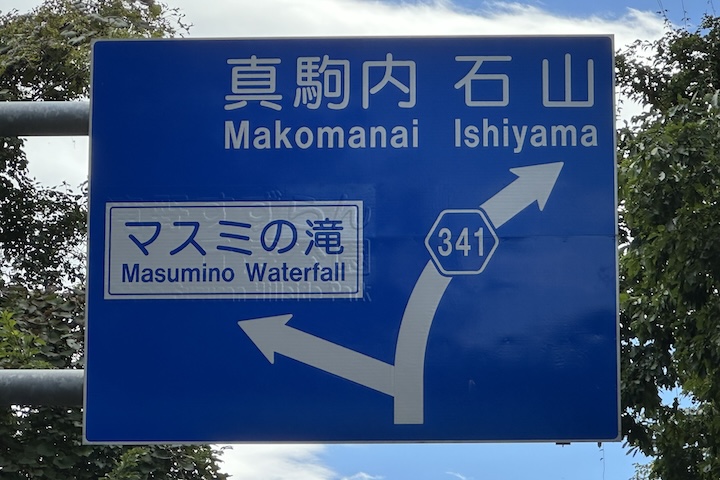 真駒内 石山
Makomanai Ishiyama
341
マスミの滝
Masumino Waterfall